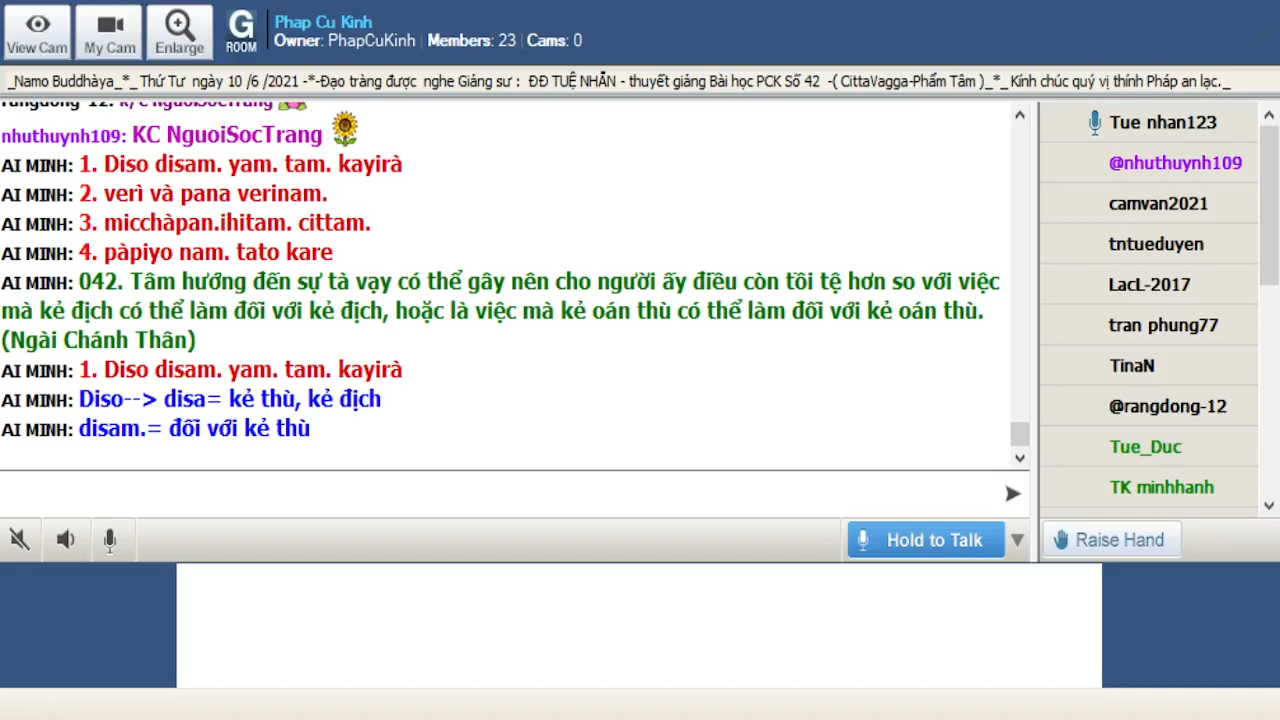 View Cam
My Cam
Enlarge
G
ROOM
Phap Cu Kinh
Owner: PhapCuKinh | Members: 23 | Cams: 0
_Namo Buddhàya_*_ Thứ Tư ngày 10 /6 /2021 -*-Đạo tràng được nghe Giảng sư : ĐĐ TUỆ NHẪN - thuyết giảng Bài học PCK Số 42 -( CittaVagga-Phẩm Tâm )_*_ Kính chúc quý vị thính Pháp an lạc._
rangdong-12: k/c NguoiSocTrang
nhuthuynh109: KC NguoiSocTrang
AI MINH: 1. Diso disam. yam. tam. kayirà
AI MINH: 2. verì và pana verinam.
AI MINH: 3. micchàpan.ihitam. cittam.
AI MINH: 4. pàpiyo nam. tato kare
AI MINH: 042. Tâm hướng đến sự tà vạy có thể gây nên cho người ấy điều còn tồi tệ hơn so với việc
mà kẻ địch có thể làm đối với kẻ địch, hoặc là việc mà kẻ oán thù có thể làm đối với kẻ oán thù.
(Ngài Chánh Thân)
AI MINH: 1. Diso disam. yam. tam. kayirà
AI MINH: Diso--> disa= kẻ thù, kẻ địch
AI MINH: disam.= đối với kẻ thù
Tue nhan123
@nhuthuynh109
camvan2021
tntueduyen
LacL-2017
tran phung77
TinaN
@rangdong-12
Tue_Duc
TK minhhanh
Hold to Talk
Raise Hand